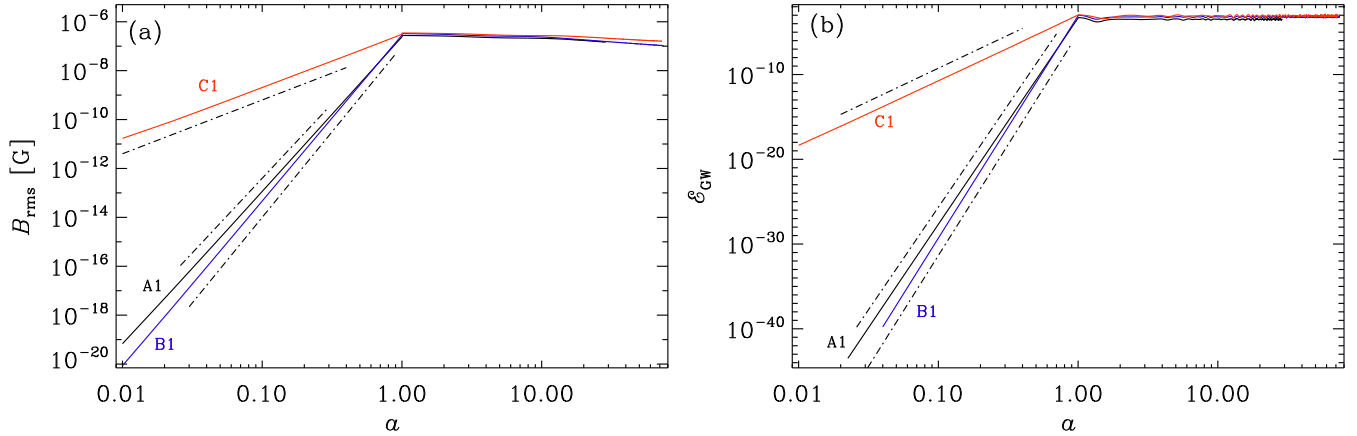 (a)
10⁻⁶
10⁻⁸
10⁻¹⁰
10⁻¹²
10⁻¹⁴
10⁻¹⁶
10⁻¹⁸
10⁻²⁰
B_rms [G]
C1
A1
B1
0.01 0.10 1.00 10.00
a
(b)
10⁻¹⁰
10⁻²⁰
10⁻³⁰
10⁻⁴⁰
ℰ_GW
C1
B1
A1
0.01 0.10 1.00 10.00
a